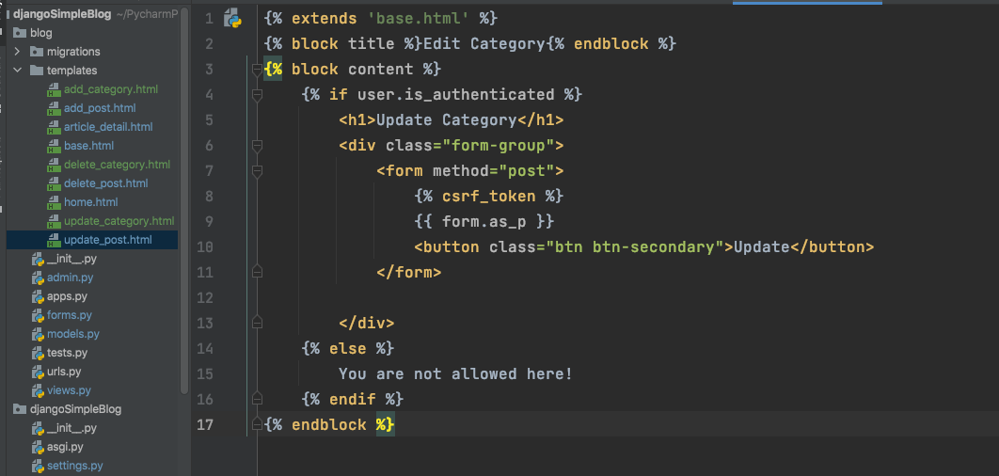 djangoSimpleBlog ~/PycharmP
blog
migrations
templates
add_category.html
add_post.html
article_detail.html
base.html
delete_category.html
delete_post.html
home.html
update_category.html
update_post.html
__init__.py
admin.py
apps.py
forms.py
models.py
tests.py
urls.py
views.py
djangoSimpleBlog
__init__.py
asgi.py
settings.py
1 {% extends 'base.html' %}
2 {% block title %}Edit Category{% endblock %}
3 {% block content %}
4 {% if user.is_authenticated %}
5 <h1>Update Category</h1>
6 <div class="form-group">
7 <form method="post">
8 {% csrf_token %}
9 {{ form.as_p }}
10 <button class="btn btn-secondary">Update</button>
11 </form>
12
13 </div>
14 {% else %}
15 You are not allowed here!
16 {% endif %}
17 {% endblock %}